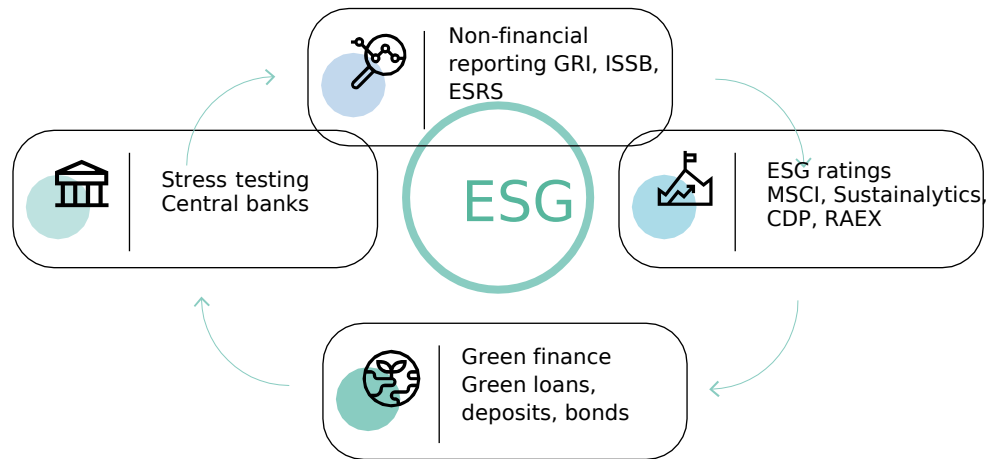 Non-financial
reporting GRI, ISSB,
ESRS
ESG
Stress testing
Central banks
ESG ratings
MSCI, Sustainalytics,
CDP, RAEX
Green finance
Green loans,
deposits, bonds